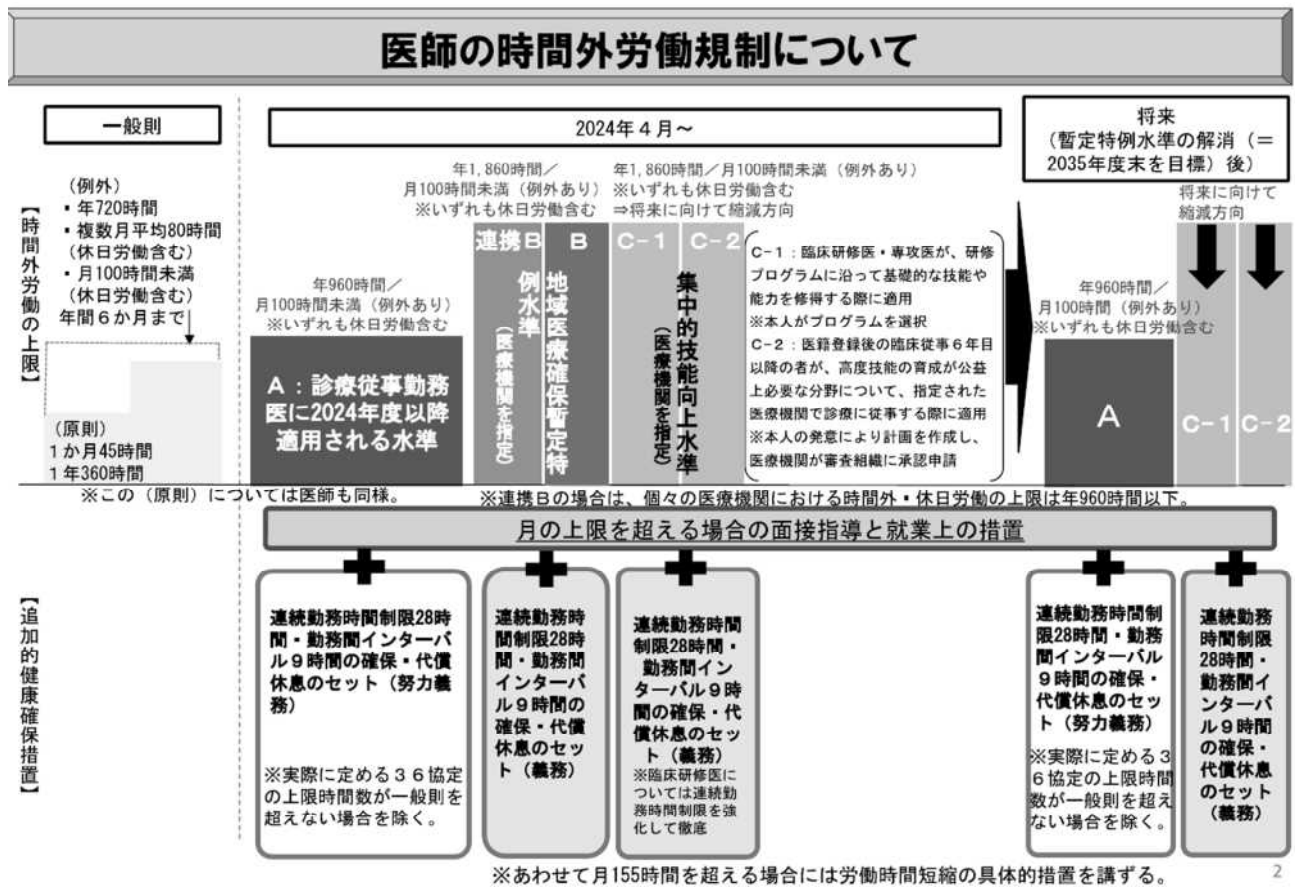 医師の時間外労働規制について
一般則
2024年４月～
将来
（暫定特例水準の解消（＝
2035年度末を目標）後）
【時間外労働の上限】
（例外）
・年720時間
・複数月平均80時間
（休日労働含む）
・月100時間未満
（休日労働含む）
年間６か月まで
（原則）
１か月45時間
１年360時間
※この（原則）については医師も同様。
年960時間／
月100時間未満（例外あり）
※いずれも休日労働含む
Ａ：診療従事勤務
医に2024年度以降
適用される水準
年1,860時間／
月100時間未満（例外あり）
※いずれも休日労働含む
連携Ｂ
Ｂ
地域医療確保暫定特
例水準
（医療機関を指定）
年1,860時間／月100時間未満（例外あり）
※いずれも休日労働含む
⇒将来に向けて縮減方向
Ｃ－１
Ｃ－２
集中的技能向上水準
（医療機関を指定）
Ｃ－１：臨床研修医・専攻医が、研修
プログラムに沿って基礎的な技能や
能力を修得する際に適用
※本人がプログラムを選択
Ｃ－２：医籍登録後の臨床従事６年目
以降の者が、高度技能の育成が公益
上必要な分野について、指定された
医療機関で診療に従事する際に適用
※本人の発意により計画を作成し、
医療機関が審査組織に承認申請
年960時間／
月100時間（例外あり）
※いずれも休日労働含む
Ａ
将来に向けて
縮減方向
Ｃ－１
Ｃ－２
※連携Ｂの場合は、個々の医療機関における時間外・休日労働の上限は年960時間以下。
月の上限を超える場合の面接指導と就業上の措置
【追加的健康確保措置】
連続勤務時間制限28時
間・勤務間インターバ
ル９時間の確保・代償
休息のセット（努力義
務）
※実際に定める３６協定
の上限時間数が一般則を
超えない場合を除く。
連続勤務時
間制限28時
間・勤務間
インターバ
ル９時間の
確保・代償
休息のセッ
ト（義務）
連続勤務時間
制限28時間・
勤務間イン
ターバル９時
間の確保・代
償休息のセッ
ト（義務）
※臨床研修医に
ついては連続勤
務時間制限を強
化して徹底
連続勤務時間制
限28時間・勤務
間インターバル
９時間の確保・
代償休息のセッ
ト（努力義務）
※実際に定める３
６協定の上限時間
数が一般則を超え
ない場合を除く。
連続勤務
時間制限
28時間・
勤務間イ
ンターバ
ル９時間
の確保・
代償休息
のセット
（義務）
※あわせて月155時間を超える場合には労働時間短縮の具体的措置を講ずる。
2